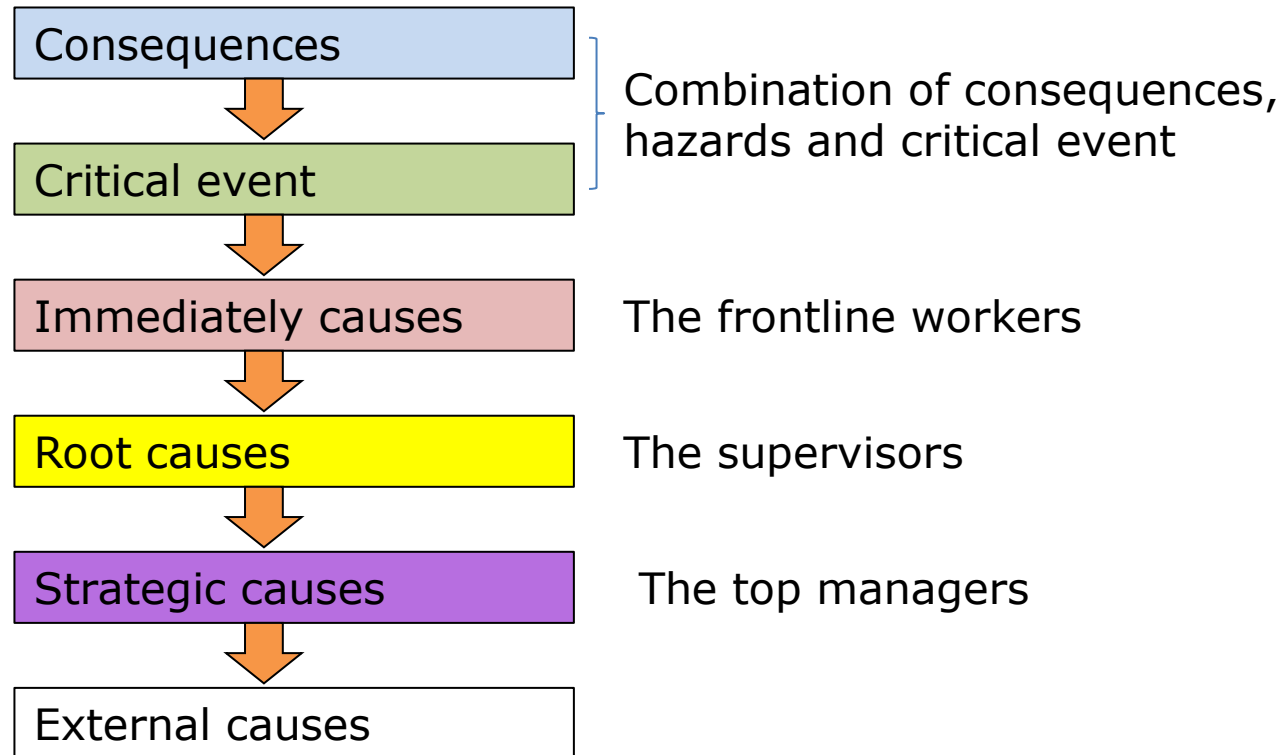 Consequences
Combination of consequences,
hazards and critical event
Critical event
Immediately causes
The frontline workers
Root causes
The supervisors
Strategic causes
The top managers
External causes